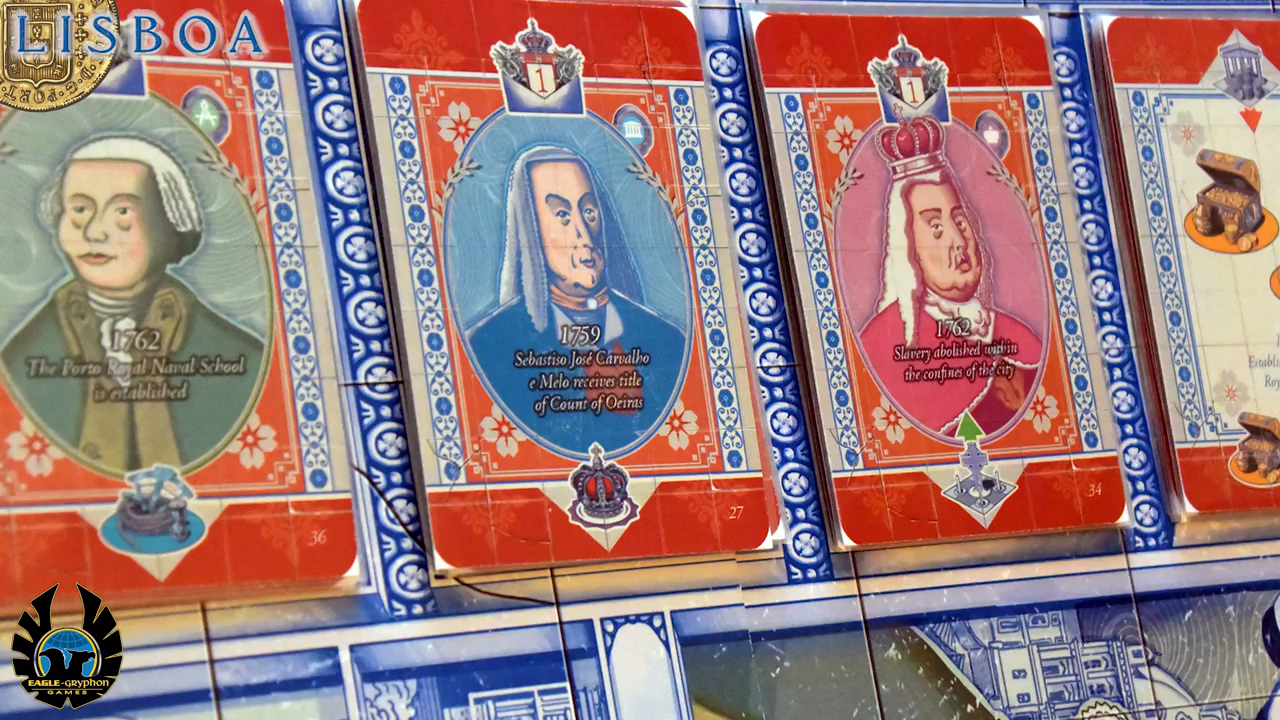 LISBOA
PORT
1762
The Porto Royal Naval School
is established
36
1
1759
Sebastiso José Carvalho
e Melo receives title
of Count of Oeiras
27
1
1762
Slavery abolished within
the confines of the city
34
EAGLE-GRYPHON
GAMES